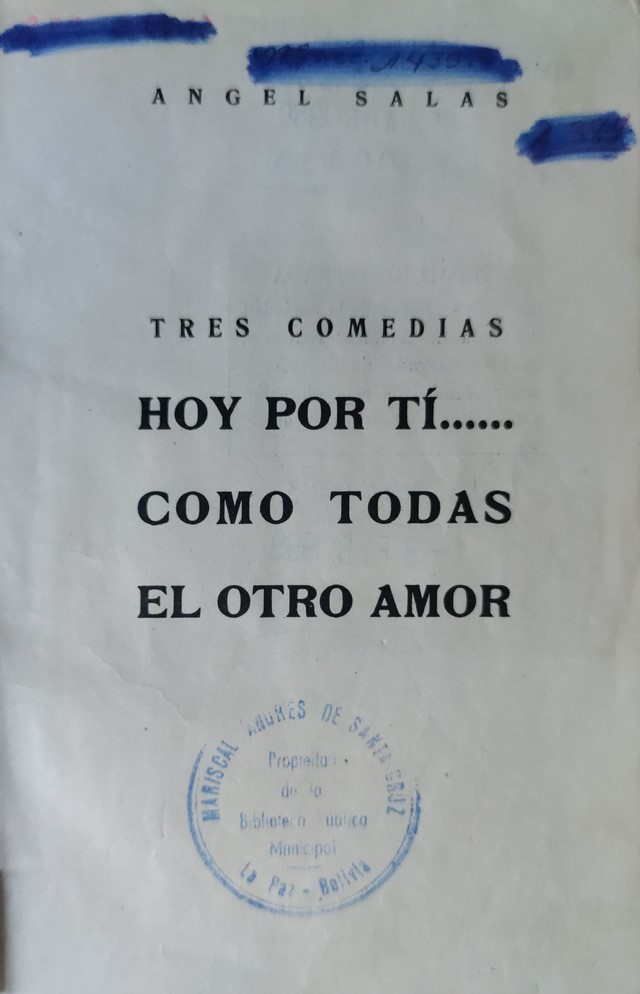 ANGEL SALAS
TRES COMEDIAS
HOY POR TÍ......
COMO TODAS
EL OTRO AMOR
MARISCAL ANDRES DE SANTA CRUZ
Propiedad
de la
Biblioteca Publica
Municipal
La Paz - Bolivia